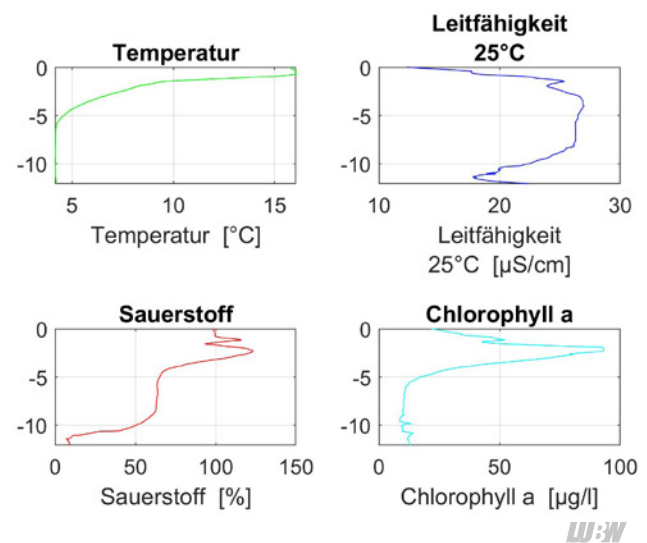 Temperatur
0
-5
-10
5 10 15
Temperatur [°C]
Leitfähigkeit
25°C
0
-5
-10
10 20 30
Leitfähigkeit
25°C [µS/cm]
Sauerstoff
0
-5
-10
0 50 100 150
Sauerstoff [%]
Chlorophyll a
0
-5
-10
0 50 100
Chlorophyll a [µg/l]
LUBW